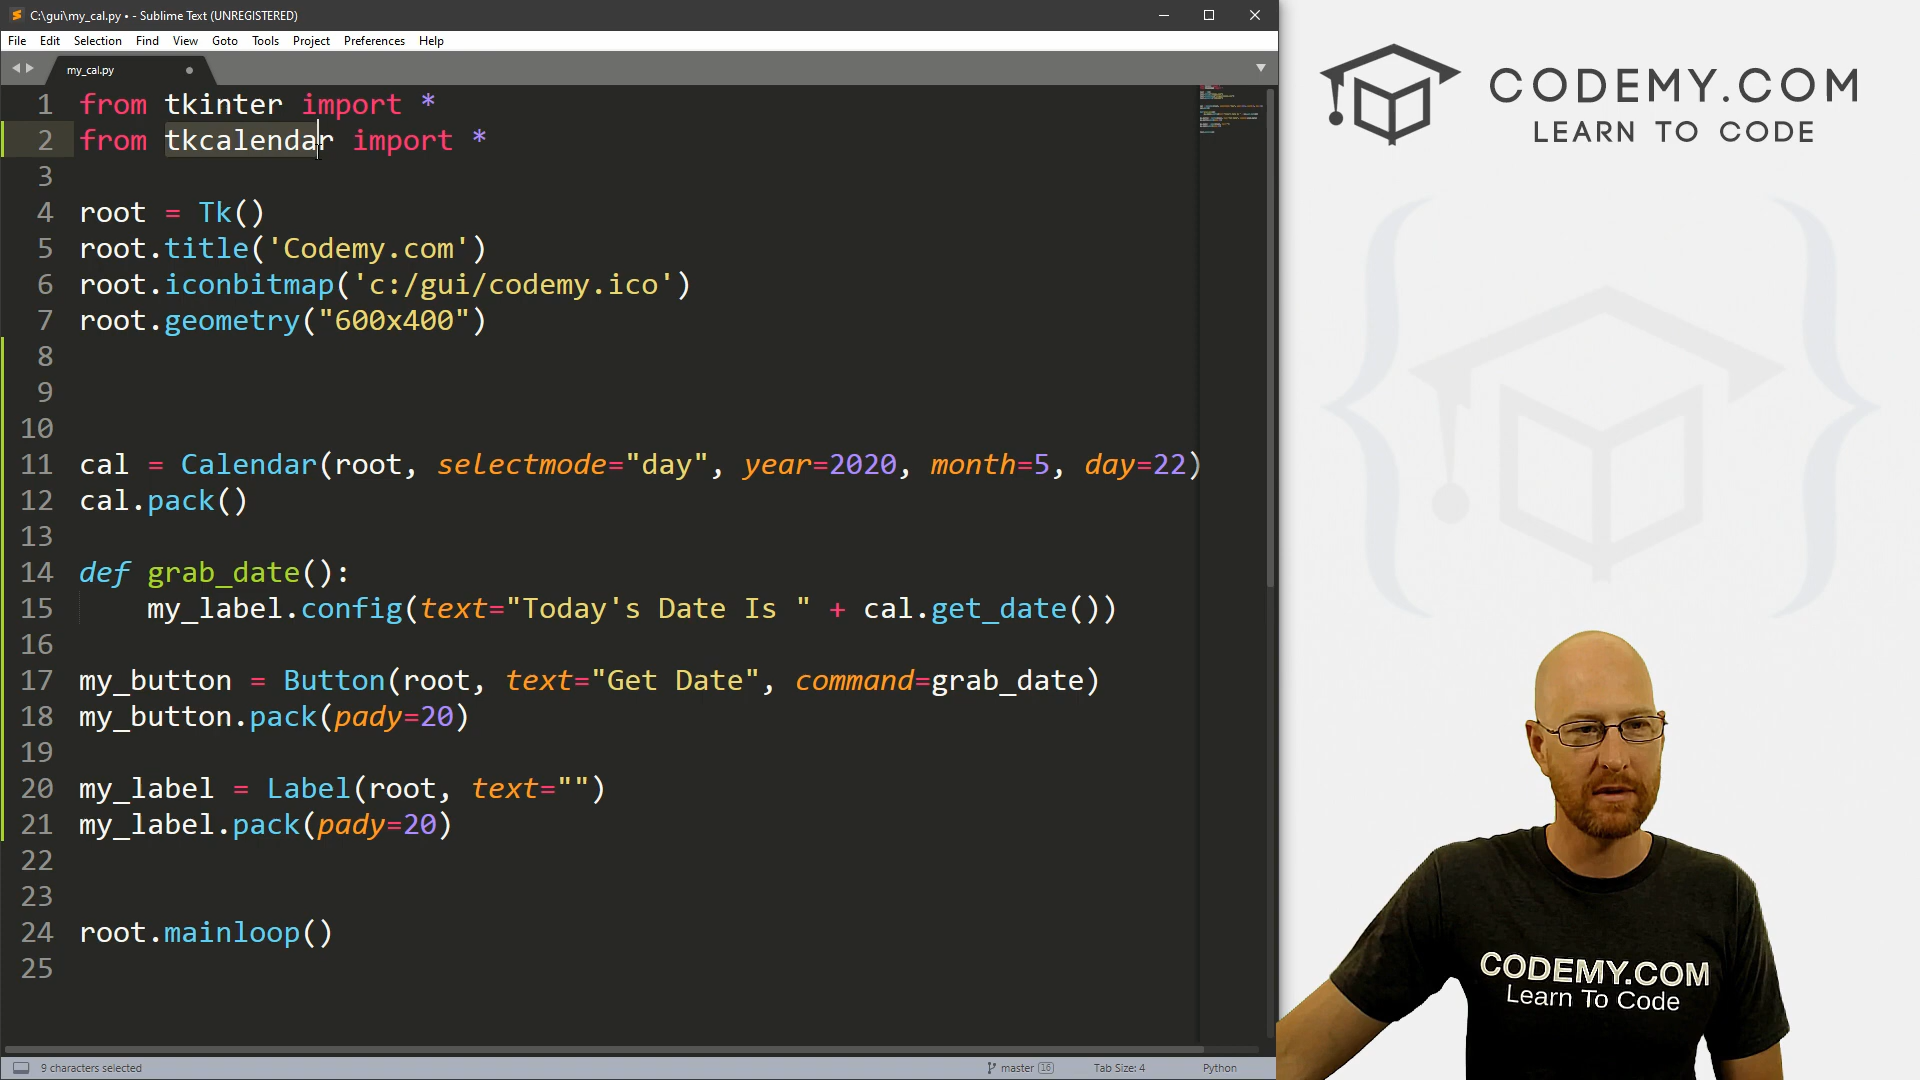 C:\gui\my_cal.py • - Sublime Text (UNREGISTERED)
File Edit Selection Find View Goto Tools Project Preferences Help
my_cal.py
1 from tkinter import *
2 from tkcalendar import *
3
4 root = Tk()
5 root.title('Codemy.com')
6 root.iconbitmap('c:/gui/codemy.ico')
7 root.geometry("600x400")
8
9
10
11 cal = Calendar(root, selectmode="day", year=2020, month=5, day=22)
12 cal.pack()
13
14 def grab_date():
15 my_label.config(text="Today's Date Is " + cal.get_date())
16
17 my_button = Button(root, text="Get Date", command=grab_date)
18 my_button.pack(pady=20)
19
20 my_label = Label(root, text="")
21 my_label.pack(pady=20)
22
23
24 root.mainloop()
25
9 characters selected
master 16
Tab Size: 4
Python
CODEMY.COM
LEARN TO CODE
CODEMY.COM
Learn To Code